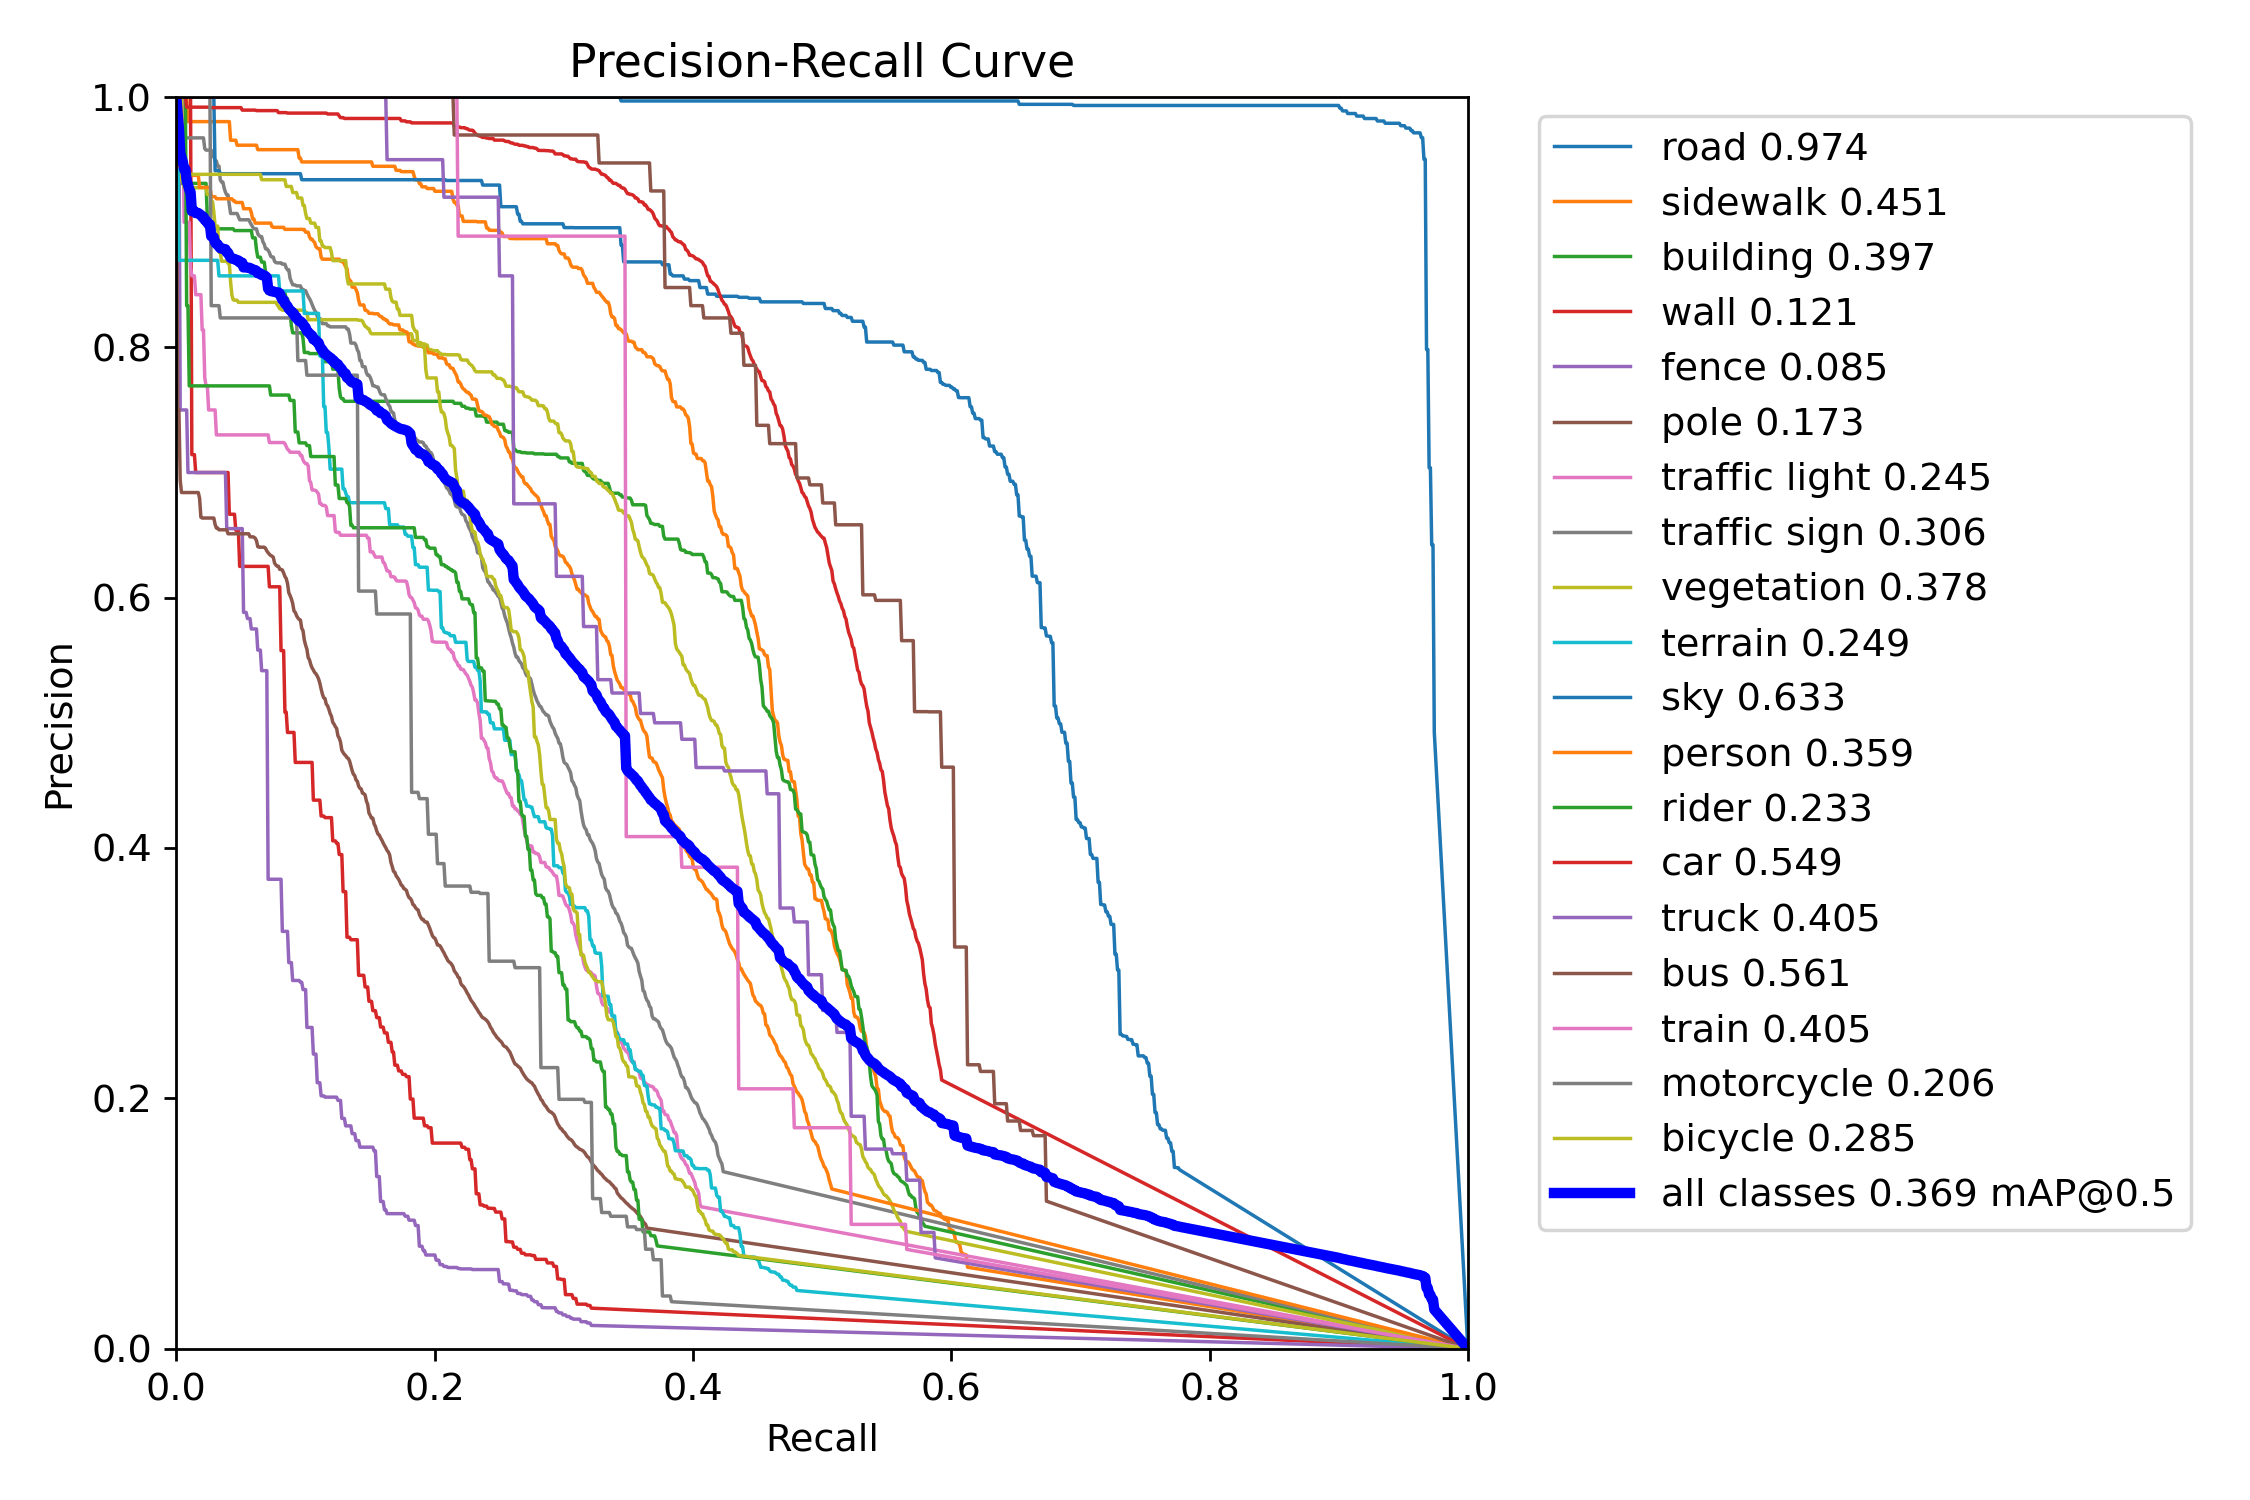 Precision-Recall Curve
1.0
0.8
0.6
0.4
0.2
0.0
Precision
0.0 0.2 0.4 0.6 0.8 1.0
Recall
road 0.974
sidewalk 0.451
building 0.397
wall 0.121
fence 0.085
pole 0.173
traffic light 0.245
traffic sign 0.306
vegetation 0.378
terrain 0.249
sky 0.633
person 0.359
rider 0.233
car 0.549
truck 0.405
bus 0.561
train 0.405
motorcycle 0.206
bicycle 0.285
all classes 0.369 mAP@0.5